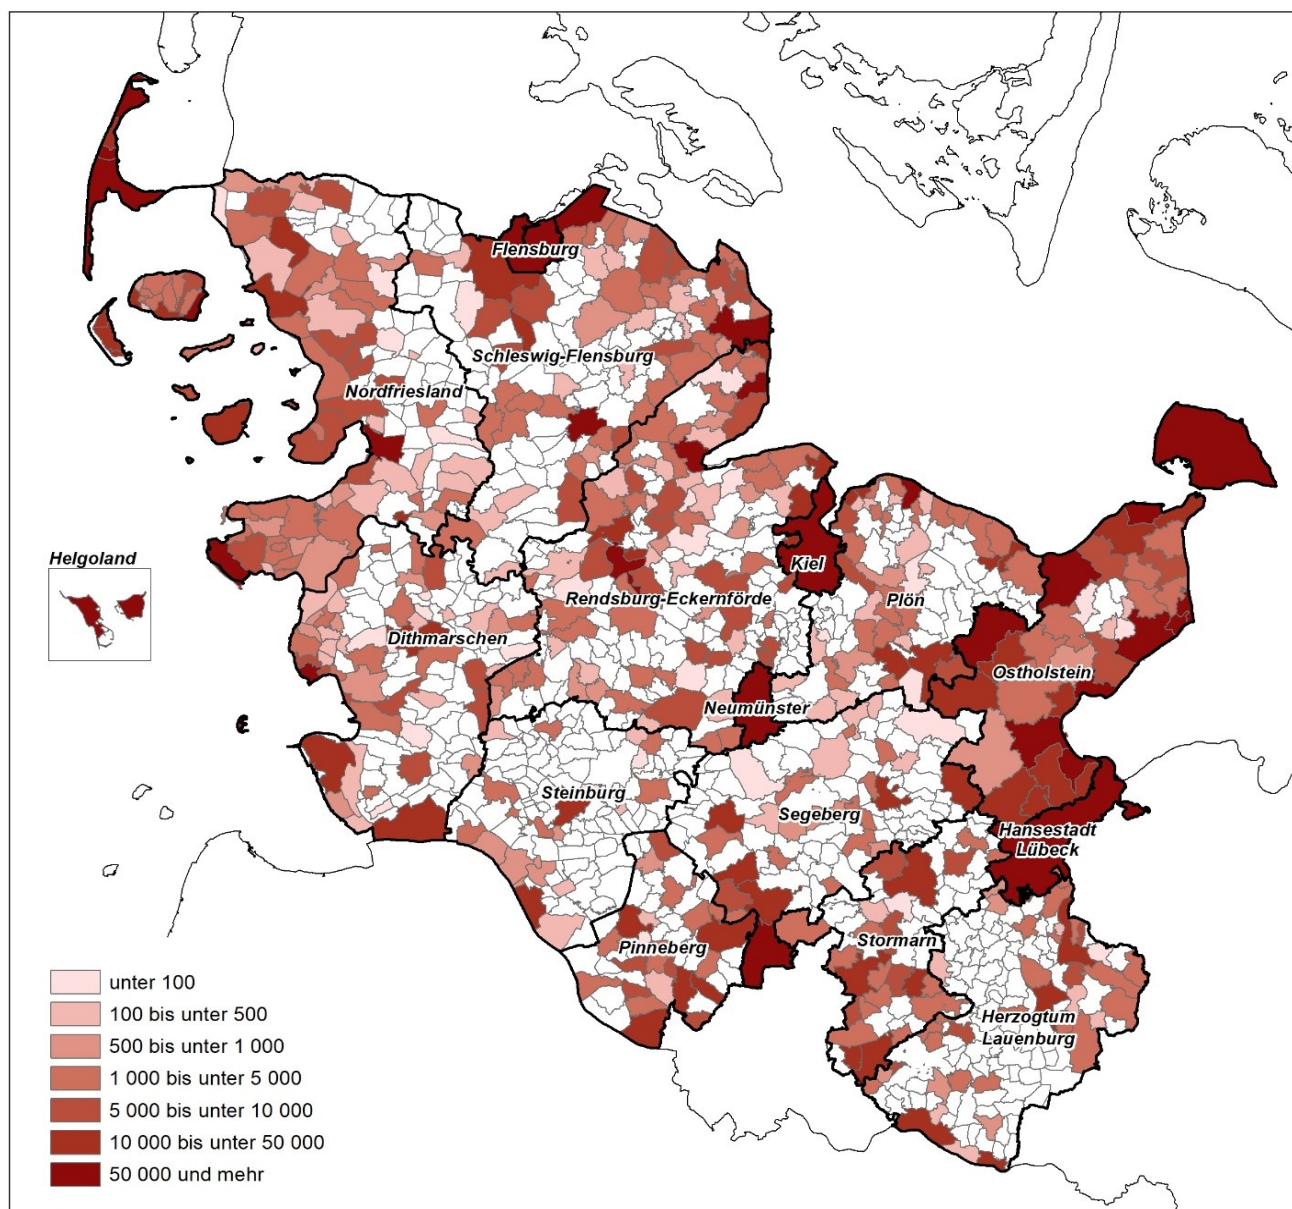 Flensburg
Schleswig-Flensburg
Nordfriesland
Helgoland
Kiel
Rendsburg-Eckernförde
Plön
Dithmarschen
Ostholstein
Neumünster
Steinburg
Segeberg
Hansestadt
Lübeck
Pinneberg
Stormarn
Herzogtum
Lauenburg
unter 100
100 bis unter 500
500 bis unter 1 000
1 000 bis unter 5 000
5 000 bis unter 10 000
10 000 bis unter 50 000
50 000 und mehr